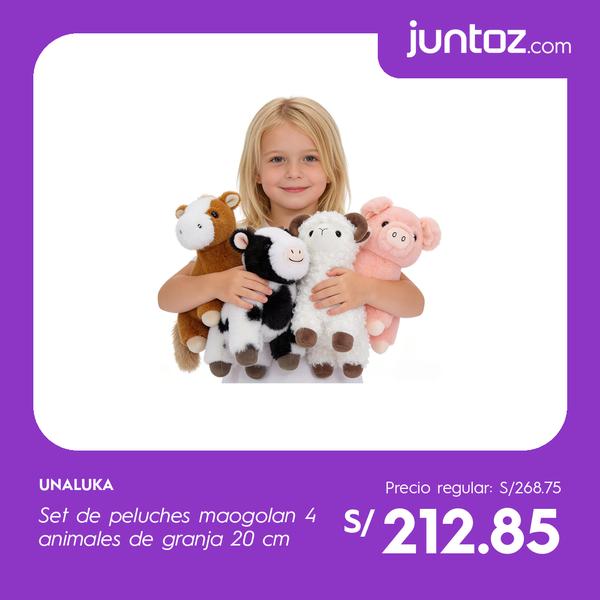 juntoz.com
UNALUKA
Set de peluches maogolan 4
animales de granja 20 cm
Precio regular: S/268.75
S/212.85